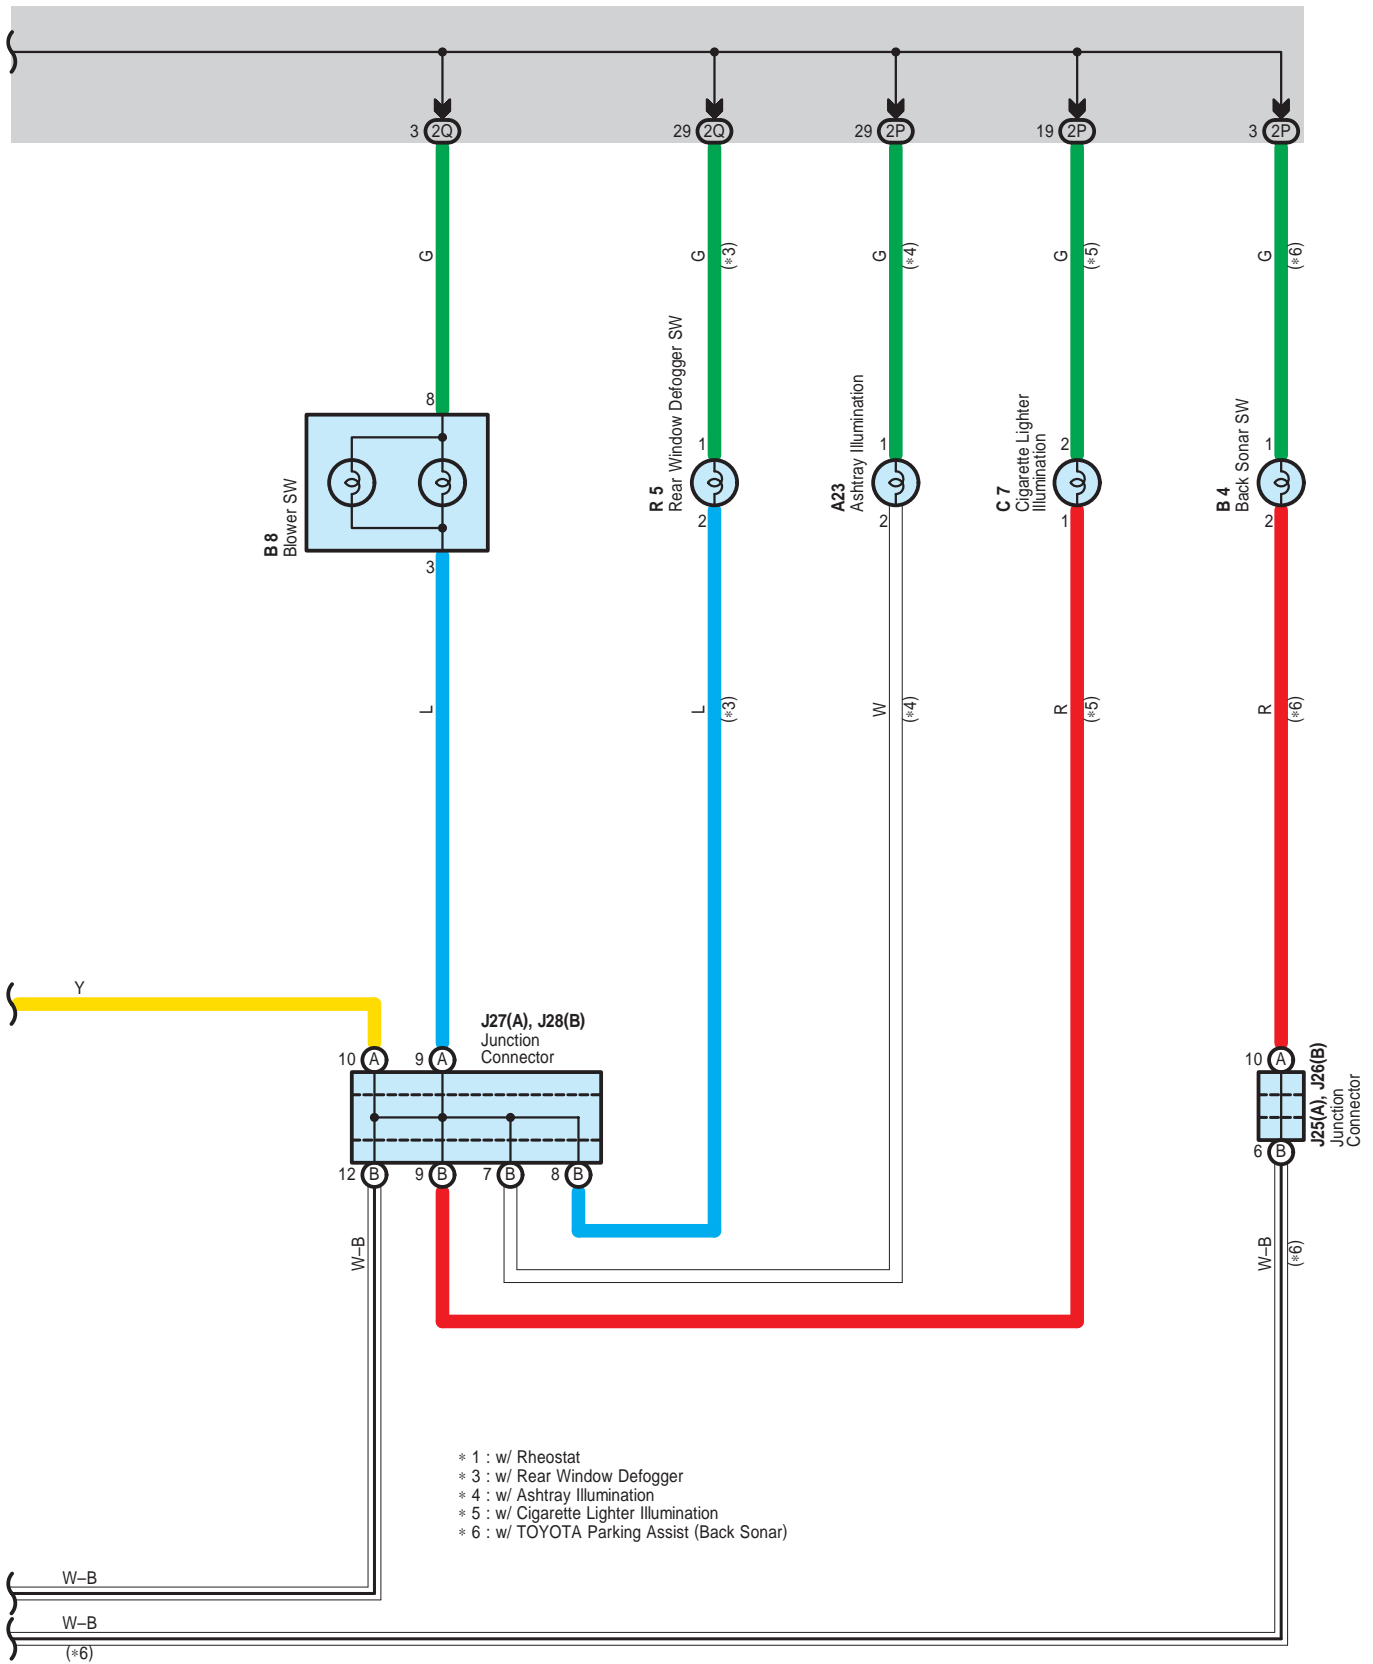 3 2Q
29 2Q
29 2P
19 2P
3 2P
G
G
(∗3)
G
(∗4)
G
(∗5)
G
(∗6)
8
B 8
Blower SW
3
R 5
Rear Window Defogger SW
1
2
A23
Ashtray Illumination
1
2
C 7
Cigarette Lighter
Illumination
2
1
B 4
Back Sonar SW
1
2
L
L
(∗3)
W
(∗4)
R
(∗5)
R
(∗6)
Y
J27(A), J28(B)
Junction
Connector
10 A
9 A
12 B
9 B
7 B
8 B
10 A
J25(A), J26(B)
Junction
Connector
6 B
W–B
W–B
(∗6)
∗ 1 : w/ Rheostat
∗ 3 : w/ Rear Window Defogger
∗ 4 : w/ Ashtray Illumination
∗ 5 : w/ Cigarette Lighter Illumination
∗ 6 : w/ TOYOTA Parking Assist (Back Sonar)
W–B
W–B
(∗6)